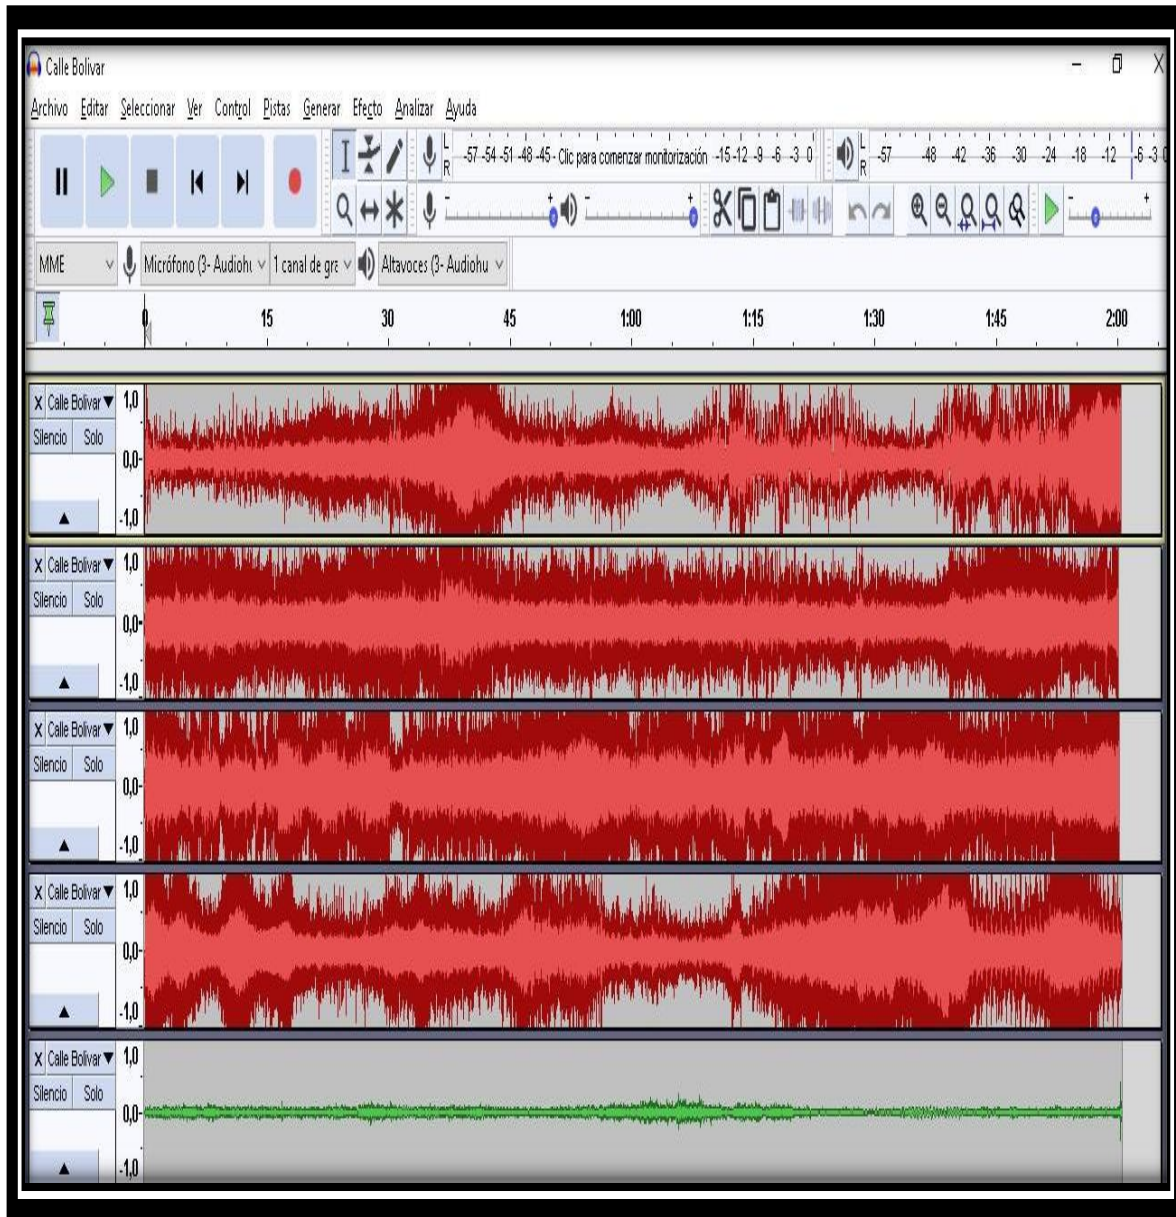 Calle Bolivar
Archivo Editar Seleccionar Ver Control Pistas Generar Efecto Analizar Ayuda
L -57 -54 -51 -48 -45 - Clic para comenzar monitorización -15 -12 -9 -6 -3 0 L -57 -48 -42 -36 -30 -24 -18 -12 -6 -3 0
R R
- + - + - +
MME Micrófono (3- Audiohu 1 canal de gra Altavoces (3- Audiohu
0 15 30 45 1:00 1:15 1:30 1:45 2:00
X Calle Bolivar ▼ 1,0
Silencio Solo
0,0-
▲ -1,0
X Calle Bolivar ▼ 1,0
Silencio Solo
0,0-
▲ -1,0
X Calle Bolivar ▼ 1,0
Silencio Solo
0,0-
▲ -1,0
X Calle Bolivar ▼ 1,0
Silencio Solo
0,0-
▲ -1,0
X Calle Bolivar ▼ 1,0
Silencio Solo
0,0-
▲ -1,0